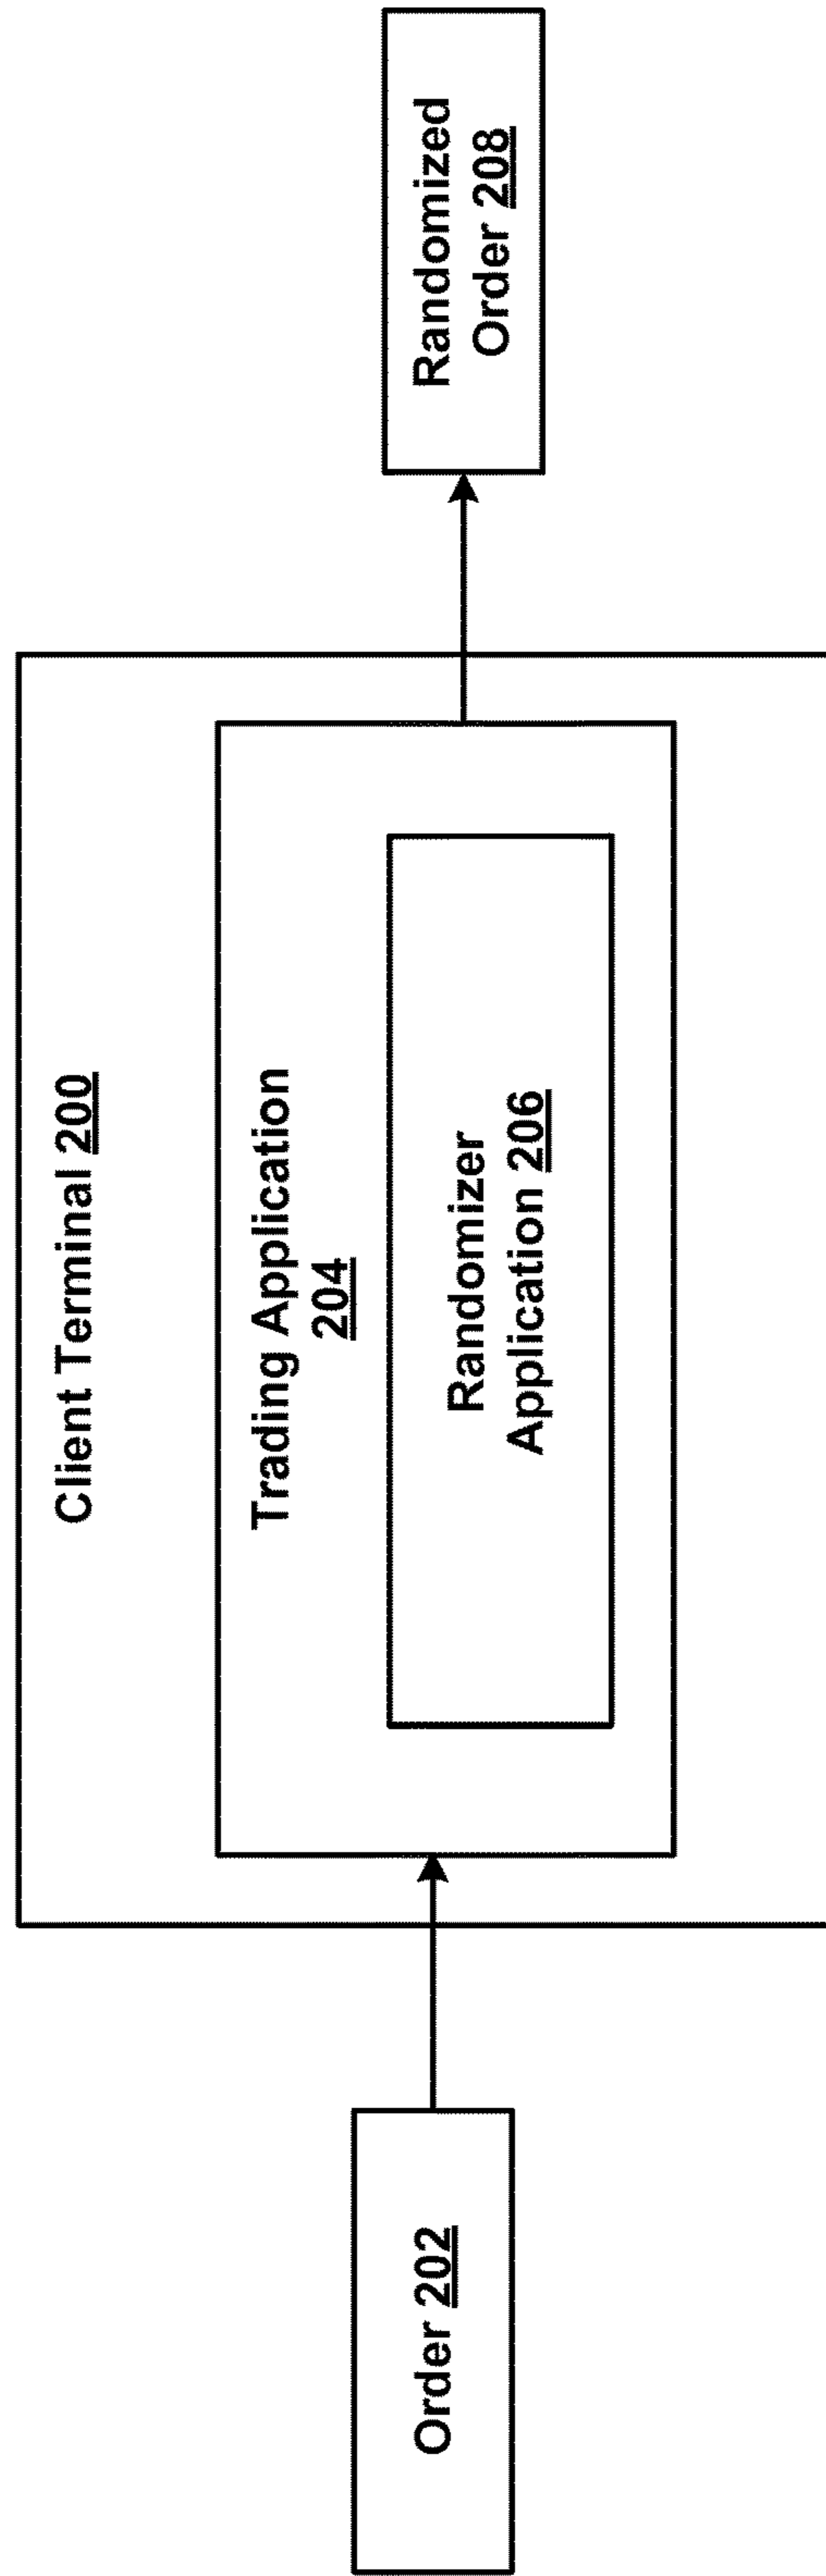 Client Terminal 200
Order 202
Trading Application
204
Randomizer
Application 206
Randomized
Order 208